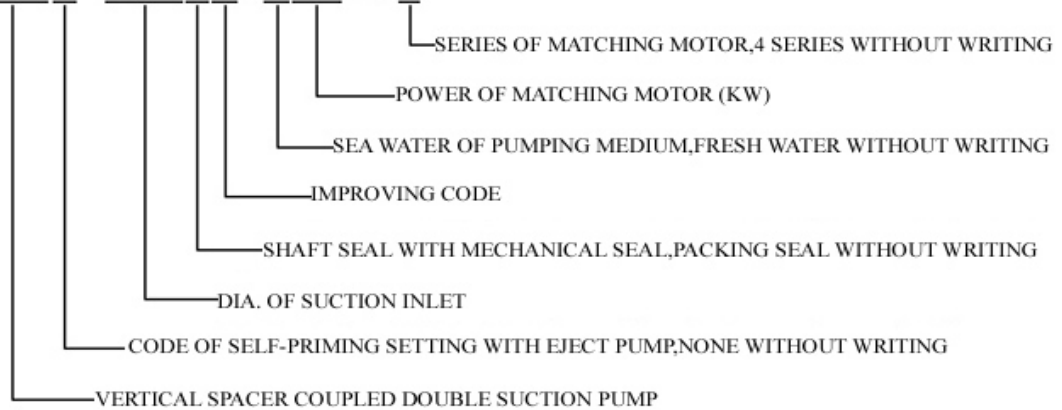 SERIES OF MATCHING MOTOR,4 SERIES WITHOUT WRITING
POWER OF MATCHING MOTOR (KW)
SEA WATER OF PUMPING MEDIUM,FRESH WATER WITHOUT WRITING
IMPROVING CODE
SHAFT SEAL WITH MECHANICAL SEAL,PACKING SEAL WITHOUT WRITING
DIA. OF SUCTION INLET
CODE OF SELF-PRIMING SETTING WITH EJECT PUMP,NONE WITHOUT WRITING
VERTICAL SPACER COUPLED DOUBLE SUCTION PUMP